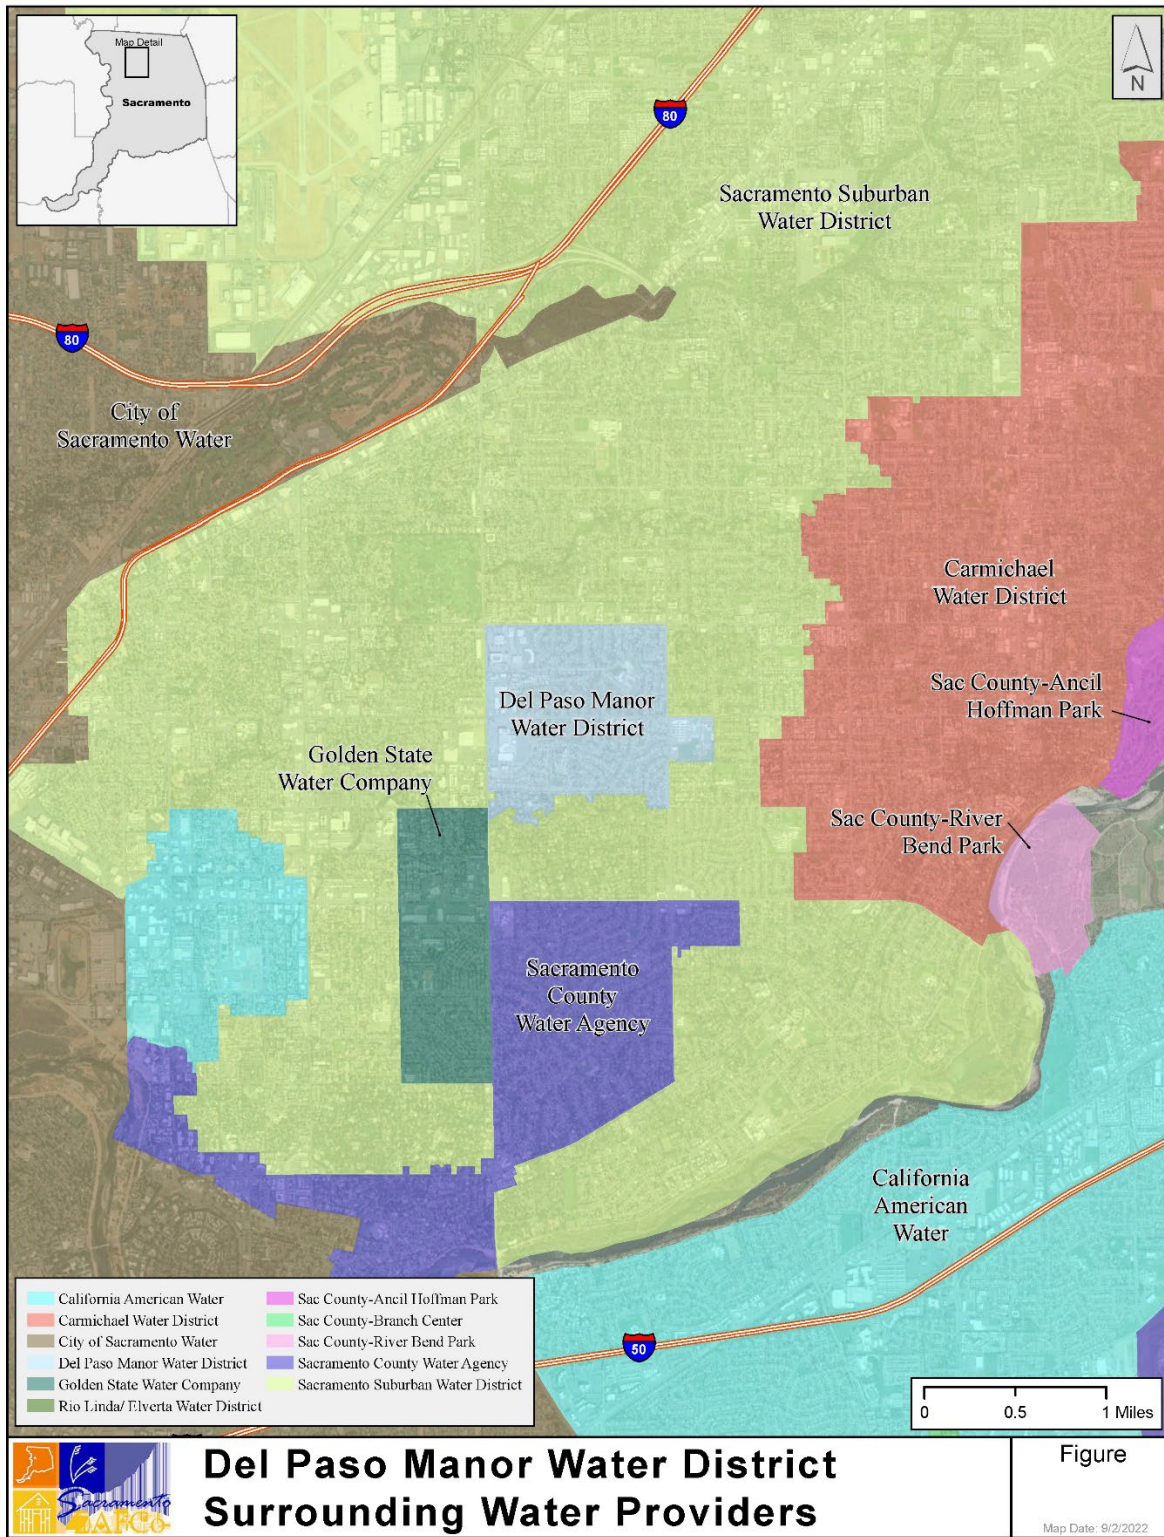 Map Detail
Sacramento
N
80
Sacramento Suburban
Water District
80
City of
Sacramento Water
Carmichael
Water District
Sac County-Ancil
Hoffman Park
Del Paso Manor
Water District
Golden State
Water Company
Sac County-River
Bend Park
Sacramento
County
Water Agency
California
American
Water
50
California American Water
Carmichael Water District
City of Sacramento Water
Del Paso Manor Water District
Golden State Water Company
Rio Linda/ Elverta Water District
Sac County-Ancil Hoffman Park
Sac County-Branch Center
Sac County-River Bend Park
Sacramento County Water Agency
Sacramento Suburban Water District
0 0.5 1 Miles
Sacramento
LAFCo
Del Paso Manor Water District
Surrounding Water Providers
Figure
Map Date: 9/2/2022